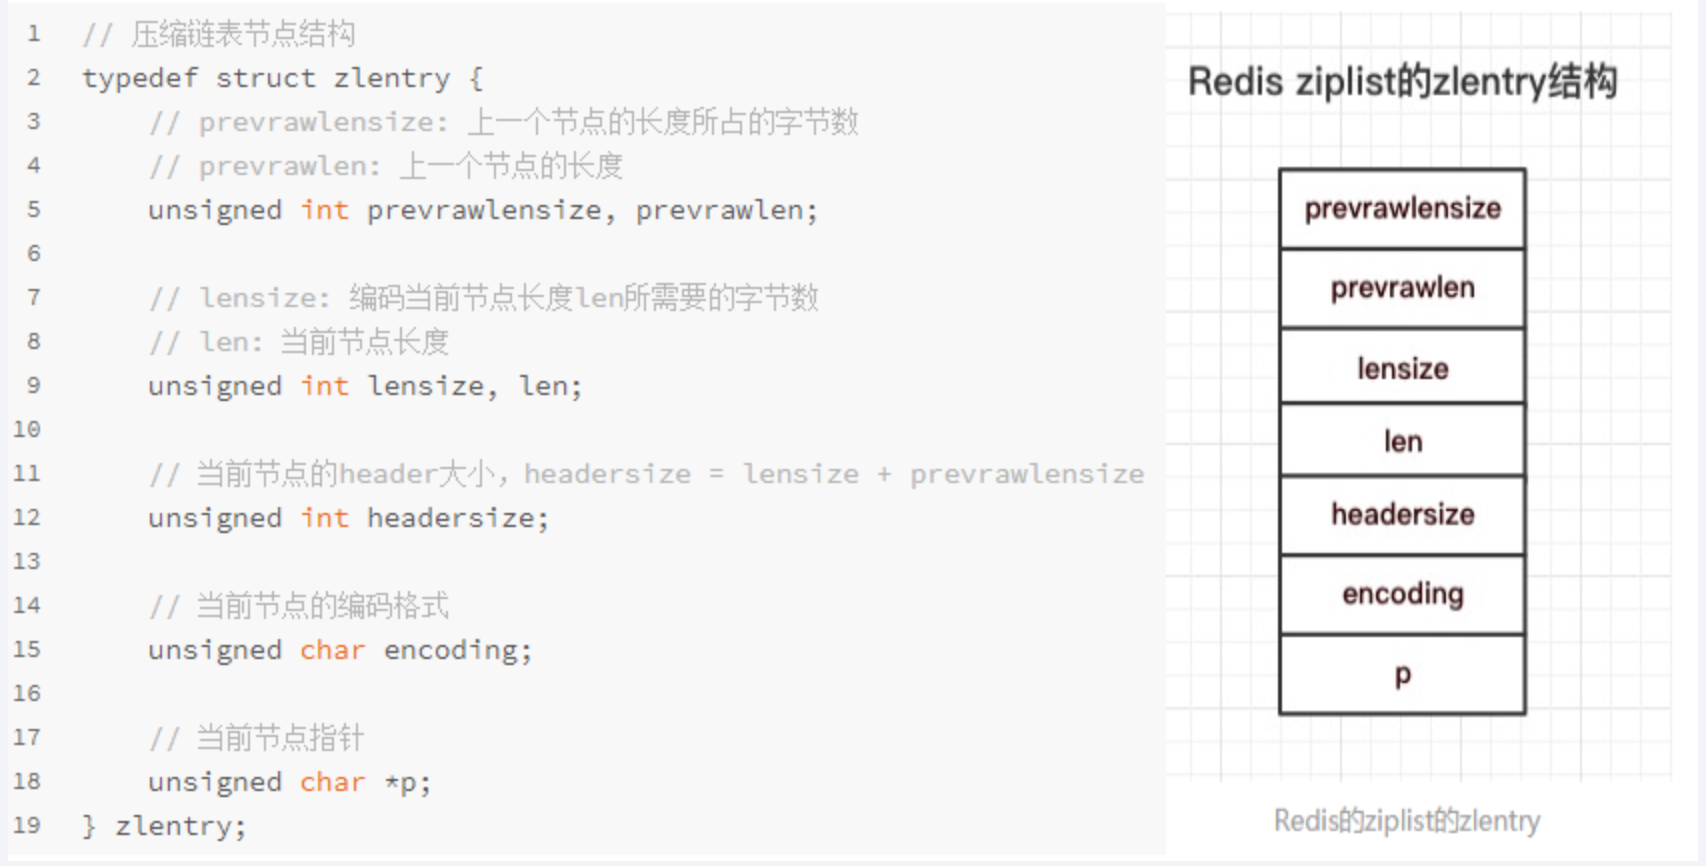 1 // 压缩链表节点结构
2 typedef struct zlentry {
3 // prevrawlensize: 上一个节点的长度所占的字节数
4 // prevrawlen: 上一个节点的长度
5 unsigned int prevrawlensize, prevrawlen;
6
7 // lensize: 编码当前节点长度len所需要的字节数
8 // len: 当前节点长度
9 unsigned int lensize, len;
10
11 // 当前节点的header大小，headersize = lensize + prevrawlensize
12 unsigned int headersize;
13
14 // 当前节点的编码格式
15 unsigned char encoding;
16
17 // 当前节点指针
18 unsigned char *p;
19 } zlentry;
Redis ziplist的zlentry结构
prevrawlensize
prevrawlen
lensize
len
headersize
encoding
p
Redis的ziplist的zlentry